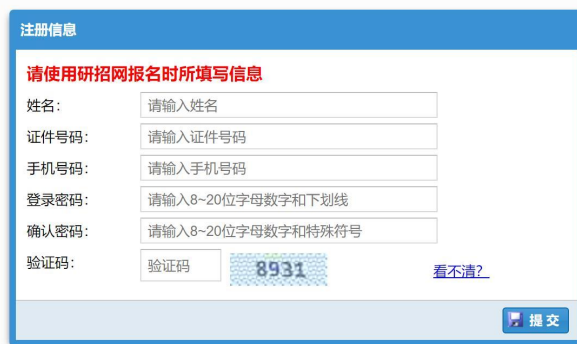 注册信息
请使用研招网报名时所填写信息
姓名： 请输入姓名
证件号码： 请输入证件号码
手机号码： 请输入手机号码
登录密码： 请输入8~20位字母数字和下划线
确认密码： 请输入8~20位字母数字和特殊符号
验证码： 验证码 8931 看不清？
提交